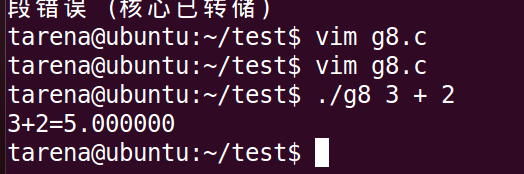 段错误 (核心已转储)
tarena@ubuntu:~/test$ vim g8.c
tarena@ubuntu:~/test$ vim g8.c
tarena@ubuntu:~/test$ ./g8 3 + 2
3+2=5.000000
tarena@ubuntu:~/test$